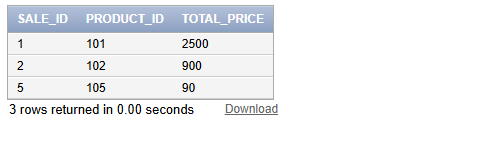 SALE_ID PRODUCT_ID TOTAL_PRICE
1 101 2500
2 102 900
5 105 90
3 rows returned in 0.00 seconds Download